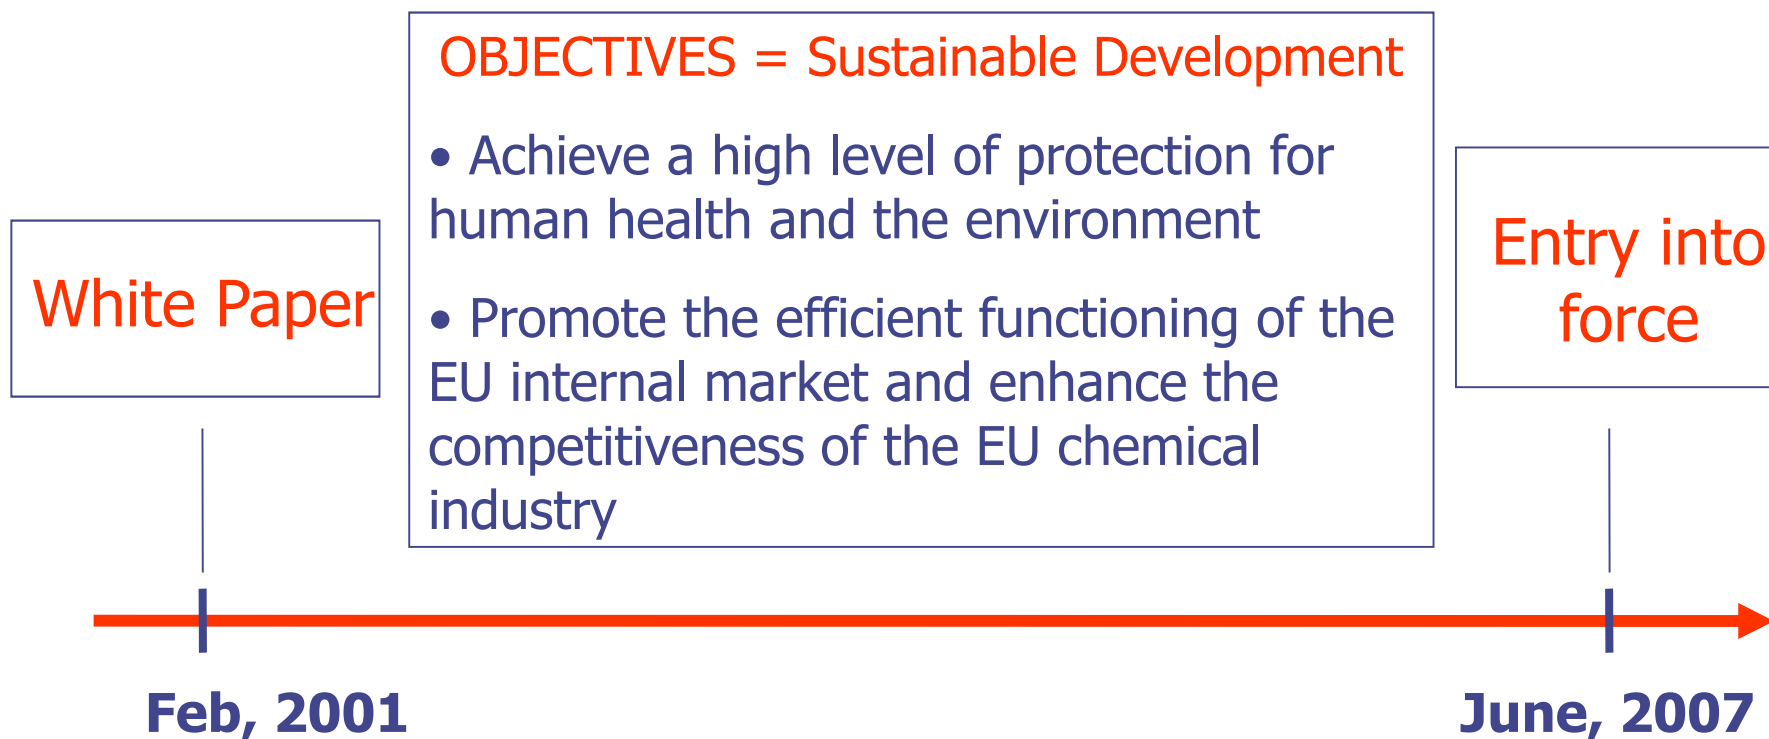 OBJECTIVES = Sustainable Development
• Achieve a high level of protection for
human health and the environment
• Promote the efficient functioning of the
EU internal market and enhance the
competitiveness of the EU chemical
industry
White Paper
Entry into
force
Feb, 2001
June, 2007